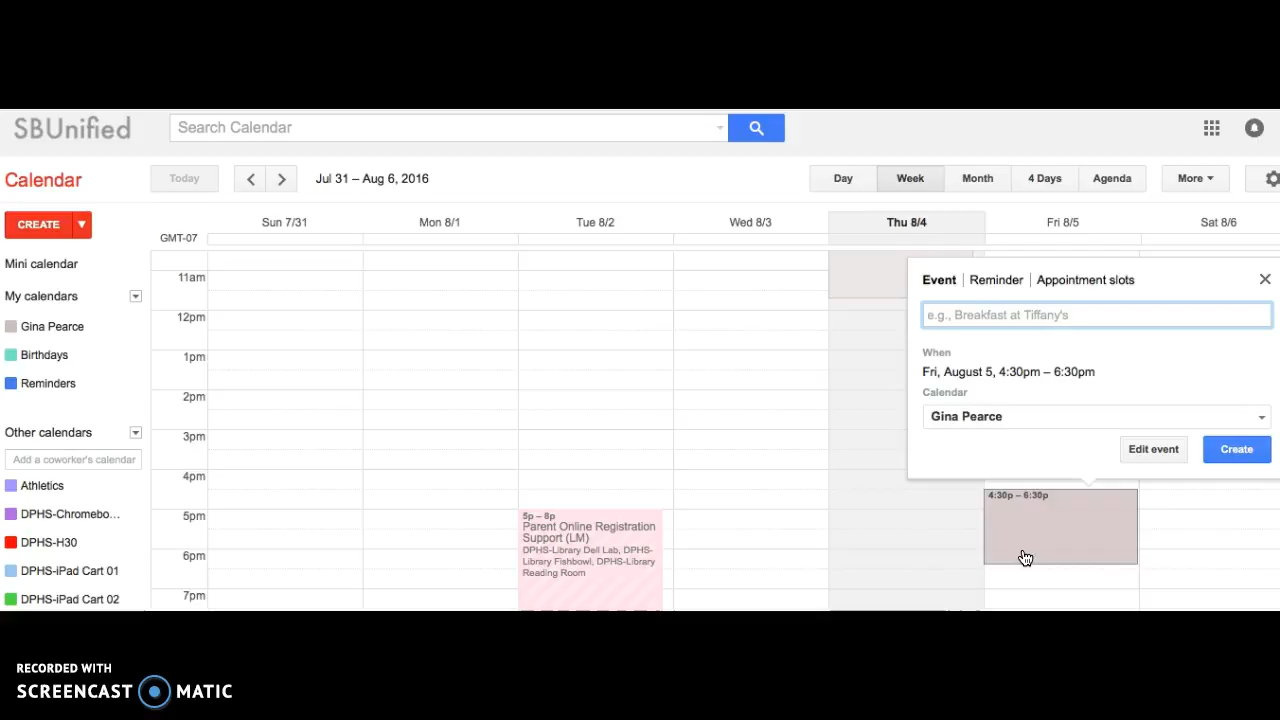 SBUnified
Search Calendar
Calendar
Today
Jul 31 – Aug 6, 2016
Day
Week
Month
4 Days
Agenda
More
CREATE
Sun 7/31
Mon 8/1
Tue 8/2
Wed 8/3
Thu 8/4
Fri 8/5
Sat 8/6
GMT-07
Mini calendar
My calendars
Gina Pearce
Birthdays
Reminders
Other calendars
Add a coworker's calendar
Athletics
DPHS-Chromebo...
DPHS-H30
DPHS-iPad Cart 01
DPHS-iPad Cart 02
11am
12pm
1pm
2pm
3pm
4pm
5pm
6pm
7pm
5p – 8p
Parent Online Registration
Support (LM)
DPHS-Library Dell Lab, DPHS-
Library Fishbowl, DPHS-Library
Reading Room
Event
Reminder
Appointment slots
e.g., Breakfast at Tiffany's
When
Fri, August 5, 4:30pm – 6:30pm
Calendar
Gina Pearce
Edit event
Create
4:30p – 6:30p
RECORDED WITH
SCREENCAST MATIC